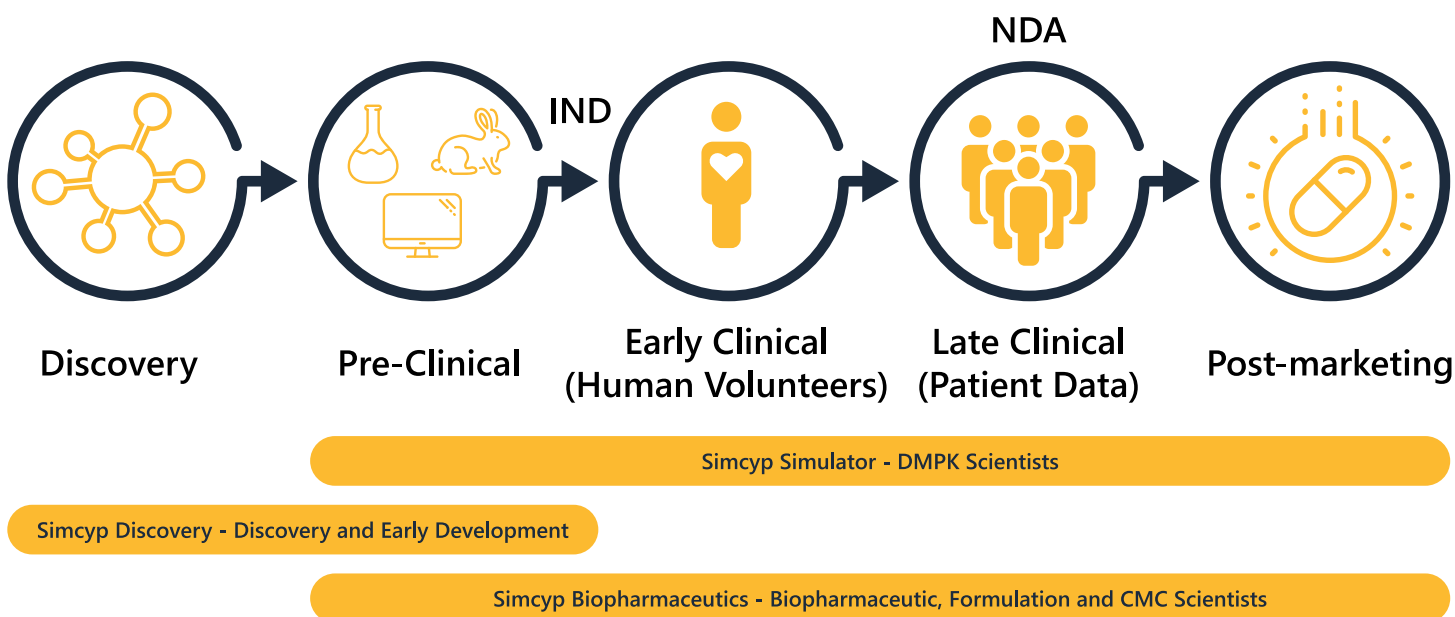 NDA
IND
Discovery
Pre-Clinical
Early Clinical
(Human Volunteers)
Late Clinical
(Patient Data)
Post-marketing
Simcyp Simulator - DMPK Scientists
Simcyp Discovery - Discovery and Early Development
Simcyp Biopharmaceutics - Biopharmaceutic, Formulation and CMC Scientists